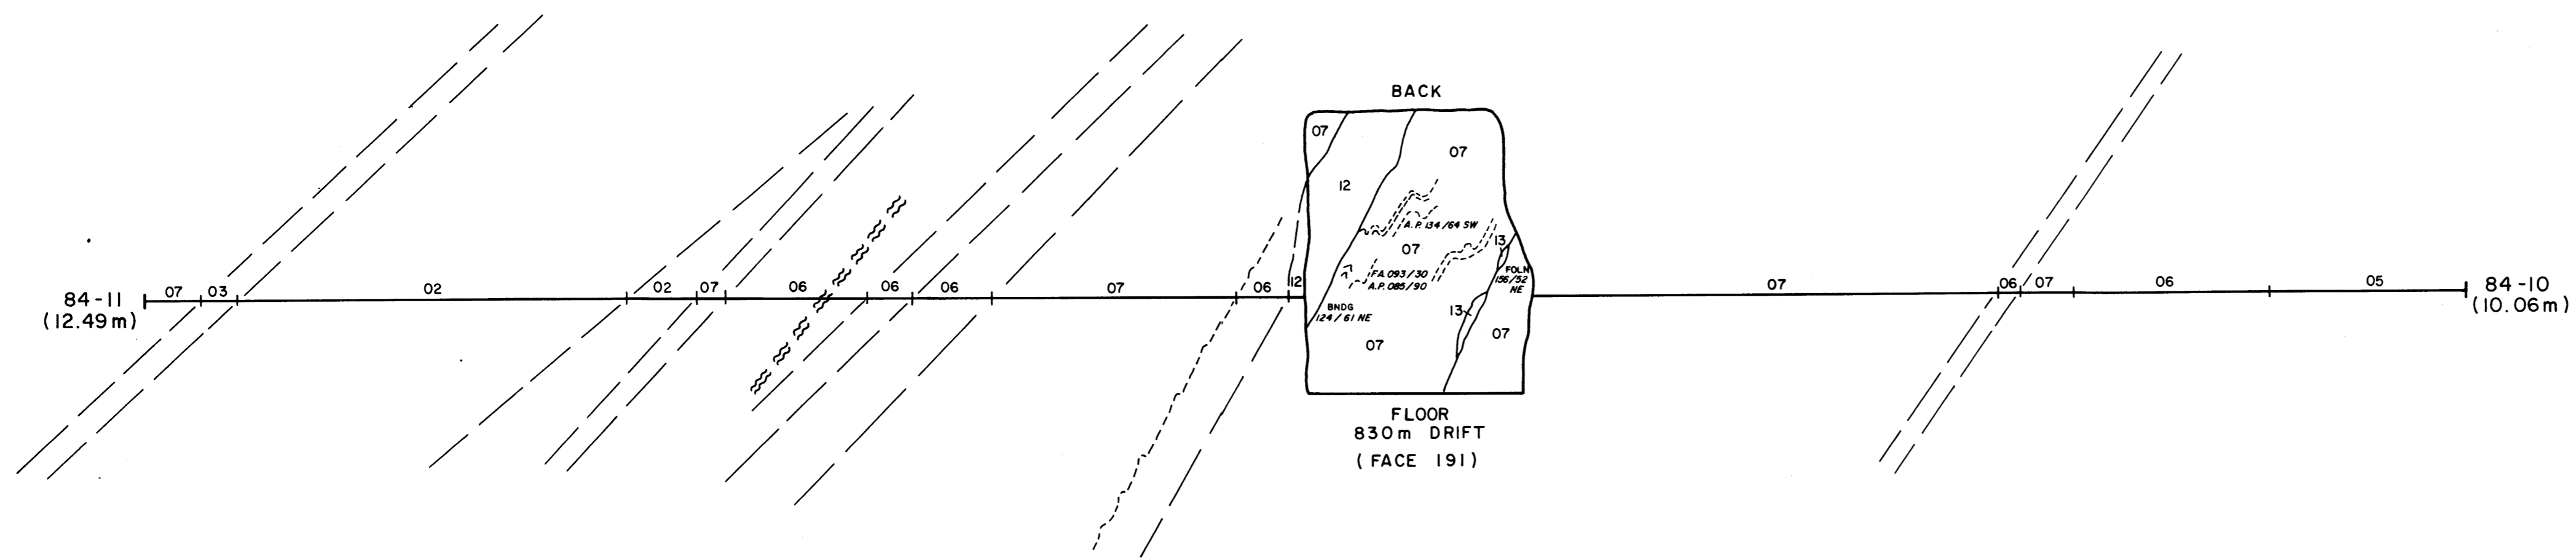 BACK
07
07
12
A.P. 134/64 SW
07
13
FA 093/30
A.P. 085/90
FOLN
156/52
NE
84-11
(12.49m)
07 03 02 02 07 06 06 06 07 06 12
07 06 07 06 05
84-10
(10.06m)
BNDG
124/61 NE
13
07
07
FLOOR
830m DRIFT
(FACE 191)